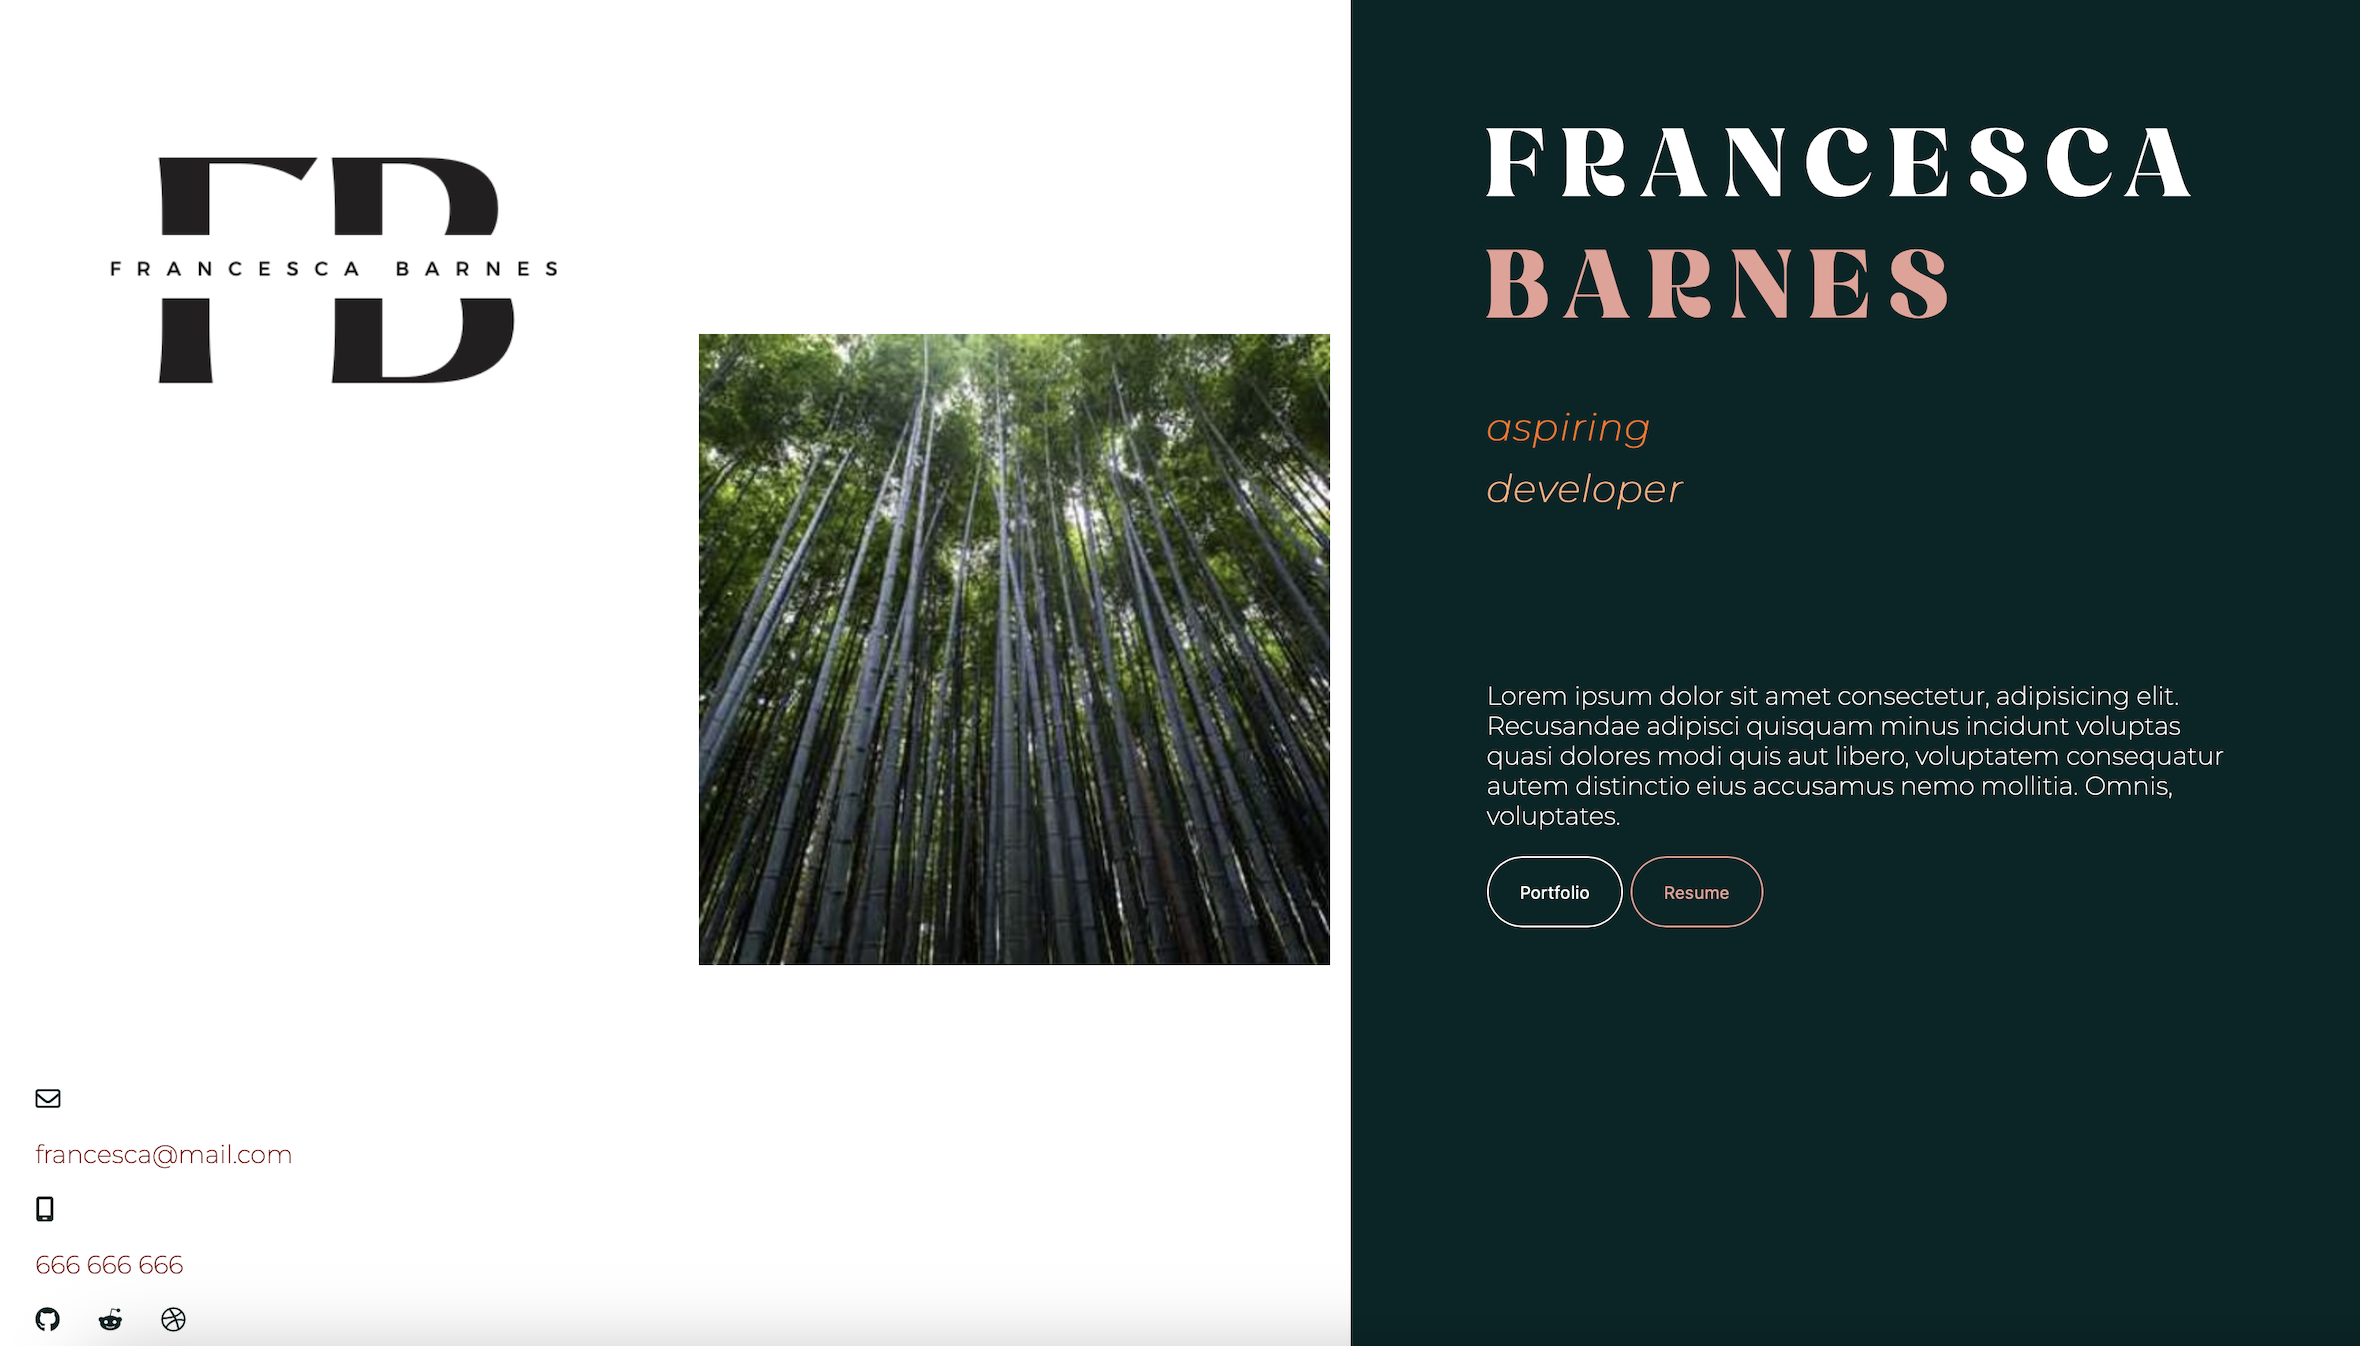 FB
FRANCESCA BARNES
francesca@mail.com
666 666 666
FRANCESCA
BARNES
aspiring
developer
Lorem ipsum dolor sit amet consectetur, adipisicing elit.
Recusandae adipisci quisquam minus incidunt voluptas
quasi dolores modi quis aut libero, voluptatem consequatur
autem distinctio eius accusamus nemo mollitia. Omnis,
voluptates.
Portfolio
Resume